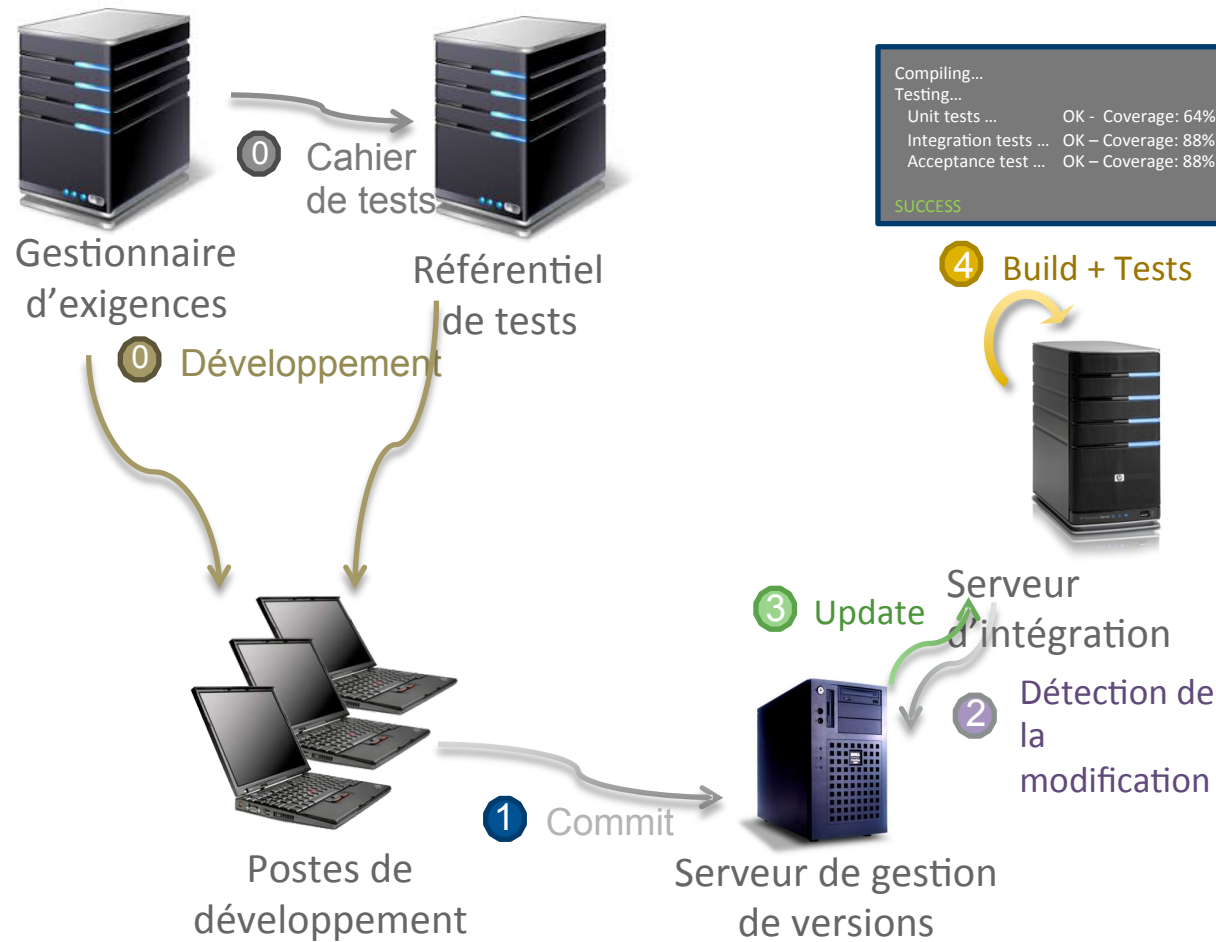 Compiling...
Testing...
Unit tests ... OK - Coverage: 64%
Integration tests ... OK – Coverage: 88%
Acceptance test ... OK – Coverage: 88%
SUCCESS
0 Cahier
de tests
Gestionnaire
d’exigences
Référentiel
de tests
4 Build + Tests
0 Développement
Serveur
d’intégration
3 Update
2 Détection de
la
modification
1 Commit
Postes de
développement
Serveur de gestion
de versions